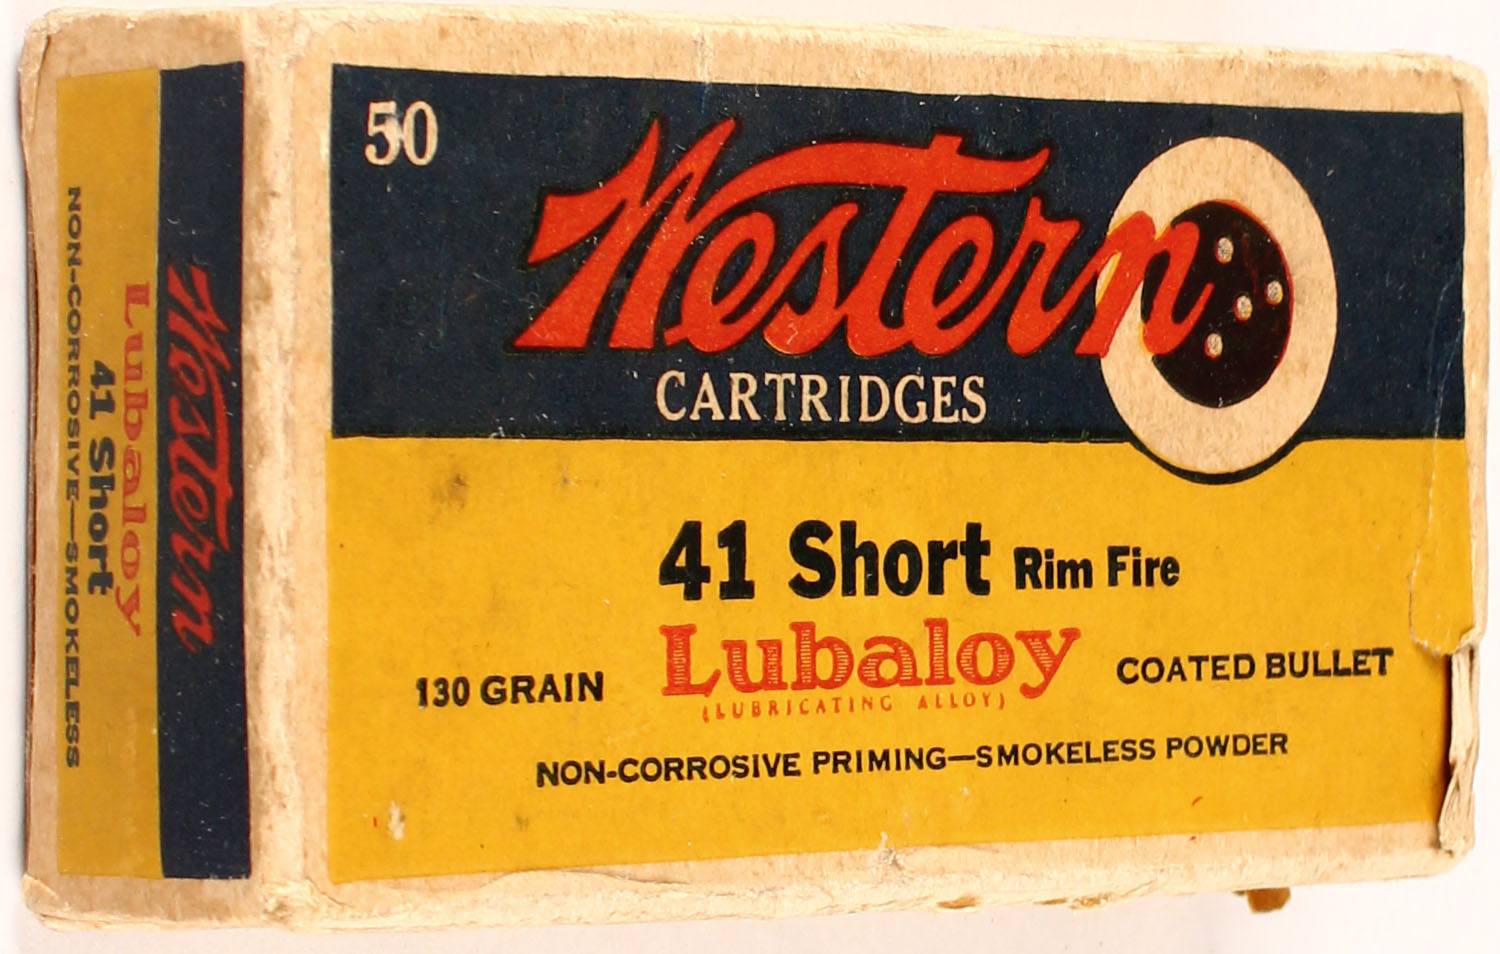 50
Western
CARTRIDGES
41 Short Rim Fire
130 GRAIN Lubaloy COATED BULLET
(LUBRICATING ALLOY)
NON-CORROSIVE PRIMING—SMOKELESS POWDER
Western
Lubaloy
41 Short
NON-CORROSIVE—SMOKELESS